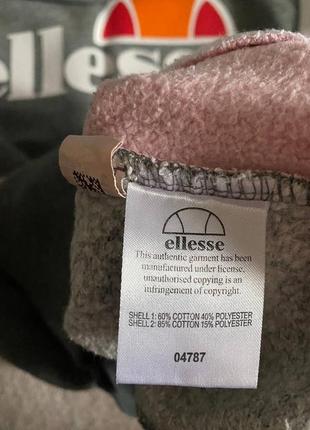 ellesse
ellesse
This authentic garment has been
manufactured under license,
unauthorised copying is an
infringement of copyright.
SHELL 1: 60% COTTON 40% POLYESTER
SHELL 2: 85% COTTON 15% POLYESTER
04787